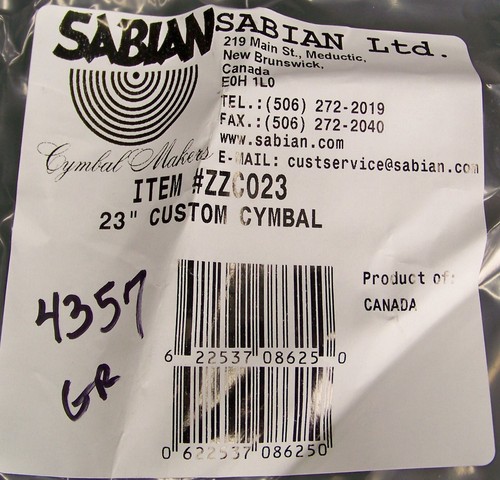 SABIAN
Cymbal Makers
SABIAN Ltd.
219 Main St., Meductic,
New Brunswick,
Canada
E0H 1L0
TEL.:(506) 272-2019
FAX.:(506) 272-2040
www.sabian.com
E-MAIL: custservice@sabian.com
ITEM #ZZC023
23" CUSTOM CYMBAL
Product of:
CANADA
4357
GR
6 22537 08625 0
0 622537 086250